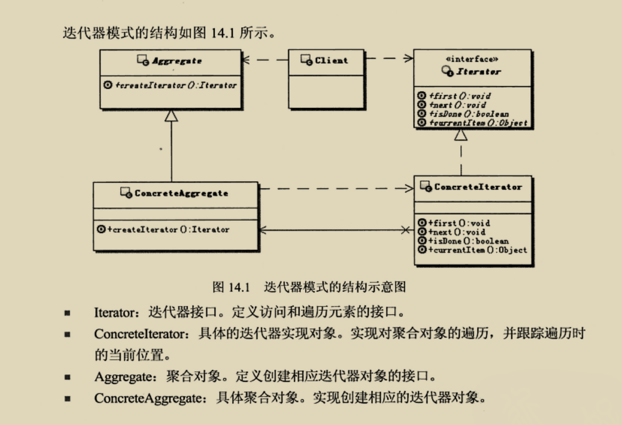 迭代器模式的结构如图 14.1 所示。
Aggregate
+createIterator():Iterator
Client
«interface»
Iterator
+first():void
+next():void
+isDone():boolean
+currentItem():Object
ConcreteAggregate
+createIterator():Iterator
ConcreteIterator
+first():void
+next():void
+isDone():boolean
+currentItem():Object
图 14.1 迭代器模式的结构示意图
■ Iterator：迭代器接口。定义访问和遍历元素的接口。
■ ConcreteIterator：具体的迭代器实现对象。实现对聚合对象的遍历，并跟踪遍历时
的当前位置。
■ Aggregate：聚合对象。定义创建相应迭代器对象的接口。
■ ConcreteAggregate：具体聚合对象。实现创建相应的迭代器对象。